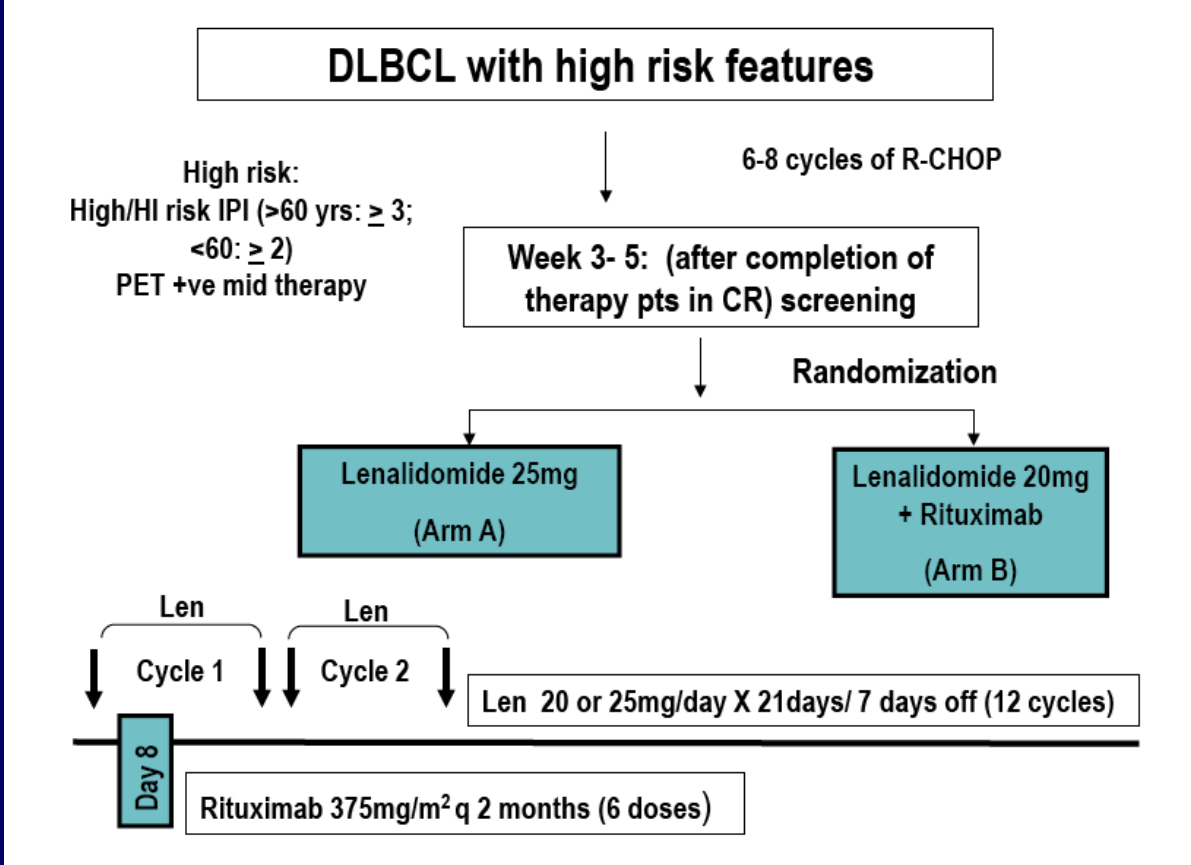 DLBCL with high risk features
6-8 cycles of R-CHOP
High risk:
High/HI risk IPI (>60 yrs: ≥ 3;
<60: ≥ 2)
PET +ve mid therapy
Week 3- 5:  (after completion of
therapy pts in CR) screening
Randomization
Lenalidomide 25mg
(Arm A)
Lenalidomide 20mg
+ Rituximab
(Arm B)
Len
Len
Cycle 1
Cycle 2
Len  20 or 25mg/day X 21days/ 7 days off (12 cycles)
Day 8
Rituximab 375mg/m² q 2 months (6 doses)